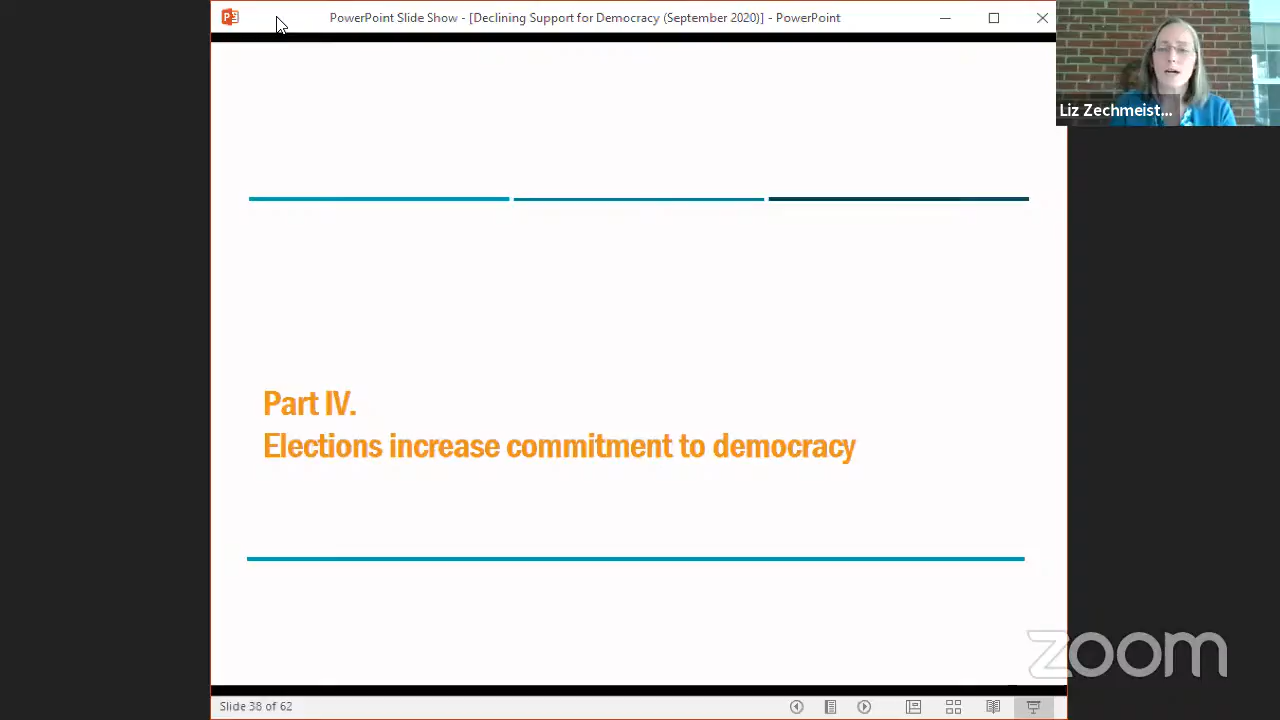 PowerPoint Slide Show - [Declining Support for Democracy (September 2020)] - PowerPoint
Liz Zechmeist...
Part IV.
Elections increase commitment to democracy
zoom
Slide 38 of 62